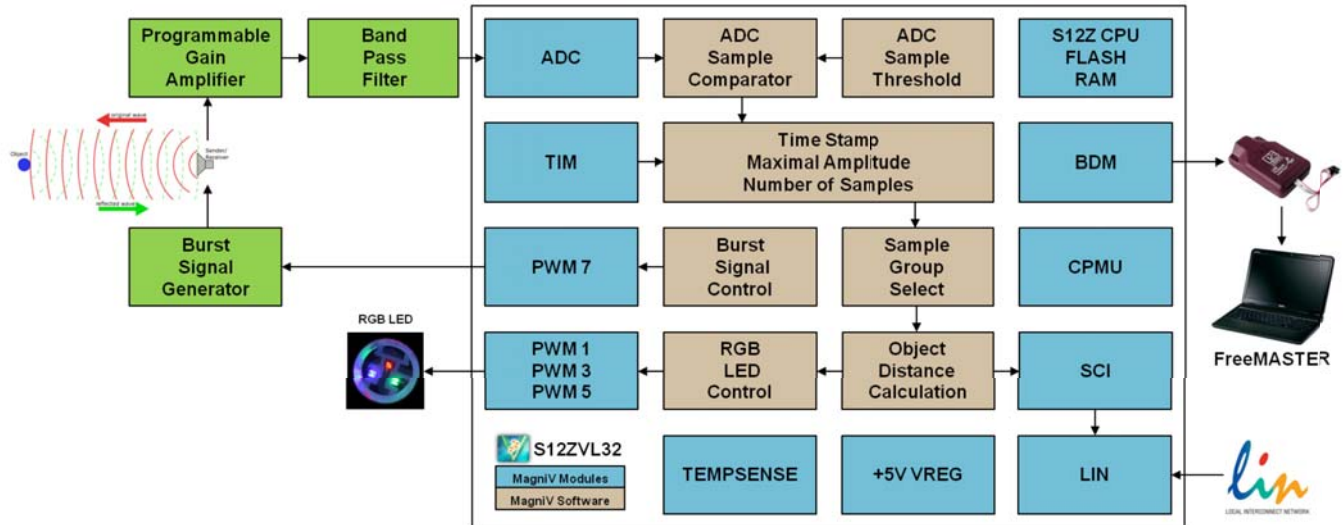 Programmable
Gain
Amplifier
Band
Pass
Filter
ADC
ADC
Sample
Comparator
ADC
Sample
Threshold
S12Z CPU
FLASH
RAM
original wave
Object
Sender/
Receiver
reflected wave
TIM
Time Stamp
Maximal Amplitude
Number of Samples
BDM
Burst
Signal
Generator
PWM 7
Burst
Signal
Control
Sample
Group
Select
CPMU
FreeMASTER
RGB LED
PWM 1
PWM 3
PWM 5
RGB
LED
Control
Object
Distance
Calculation
SCI
S12ZVL32
MagniV Modules
MagniV Software
TEMPSENSE
+5V VREG
LIN
lin
LOCAL INTERCONNECT NETWORK